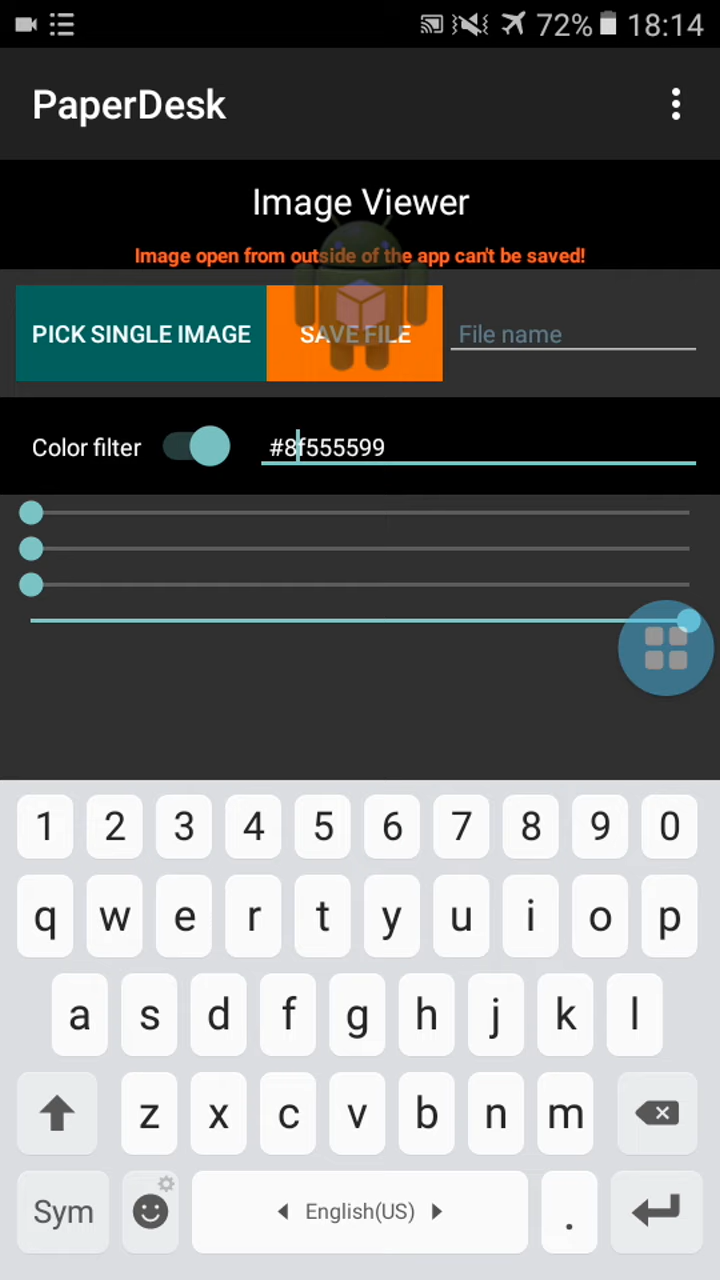 72% 18:14
PaperDesk
Image Viewer
Image open from outside of the app can't be saved!
PICK SINGLE IMAGE SAVE FILE File name
Color filter #8f555599
1 2 3 4 5 6 7 8 9 0
q w e r t y u i o p
a s d f g h j k l
z x c v b n m
Sym English(US) .